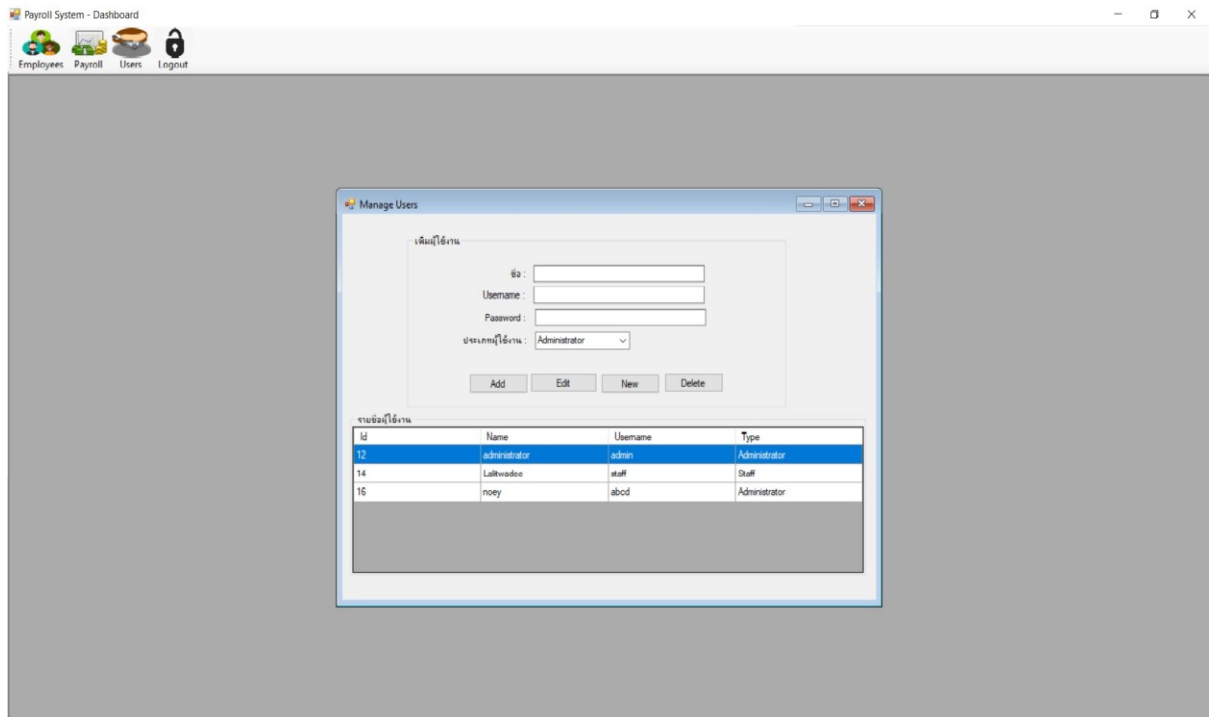 Payroll System - Dashboard
Employees Payroll Users Logout
Manage Users
เพิ่มผู้ใช้งาน
ชื่อ :
Username :
Password :
ประเภทผู้ใช้งาน : Administrator
Add Edit New Delete
รายชื่อผู้ใช้งาน
Id Name Username Type
12 administrator admin Administrator
14 Lalitwadee staff Staff
16 noey abcd Administrator